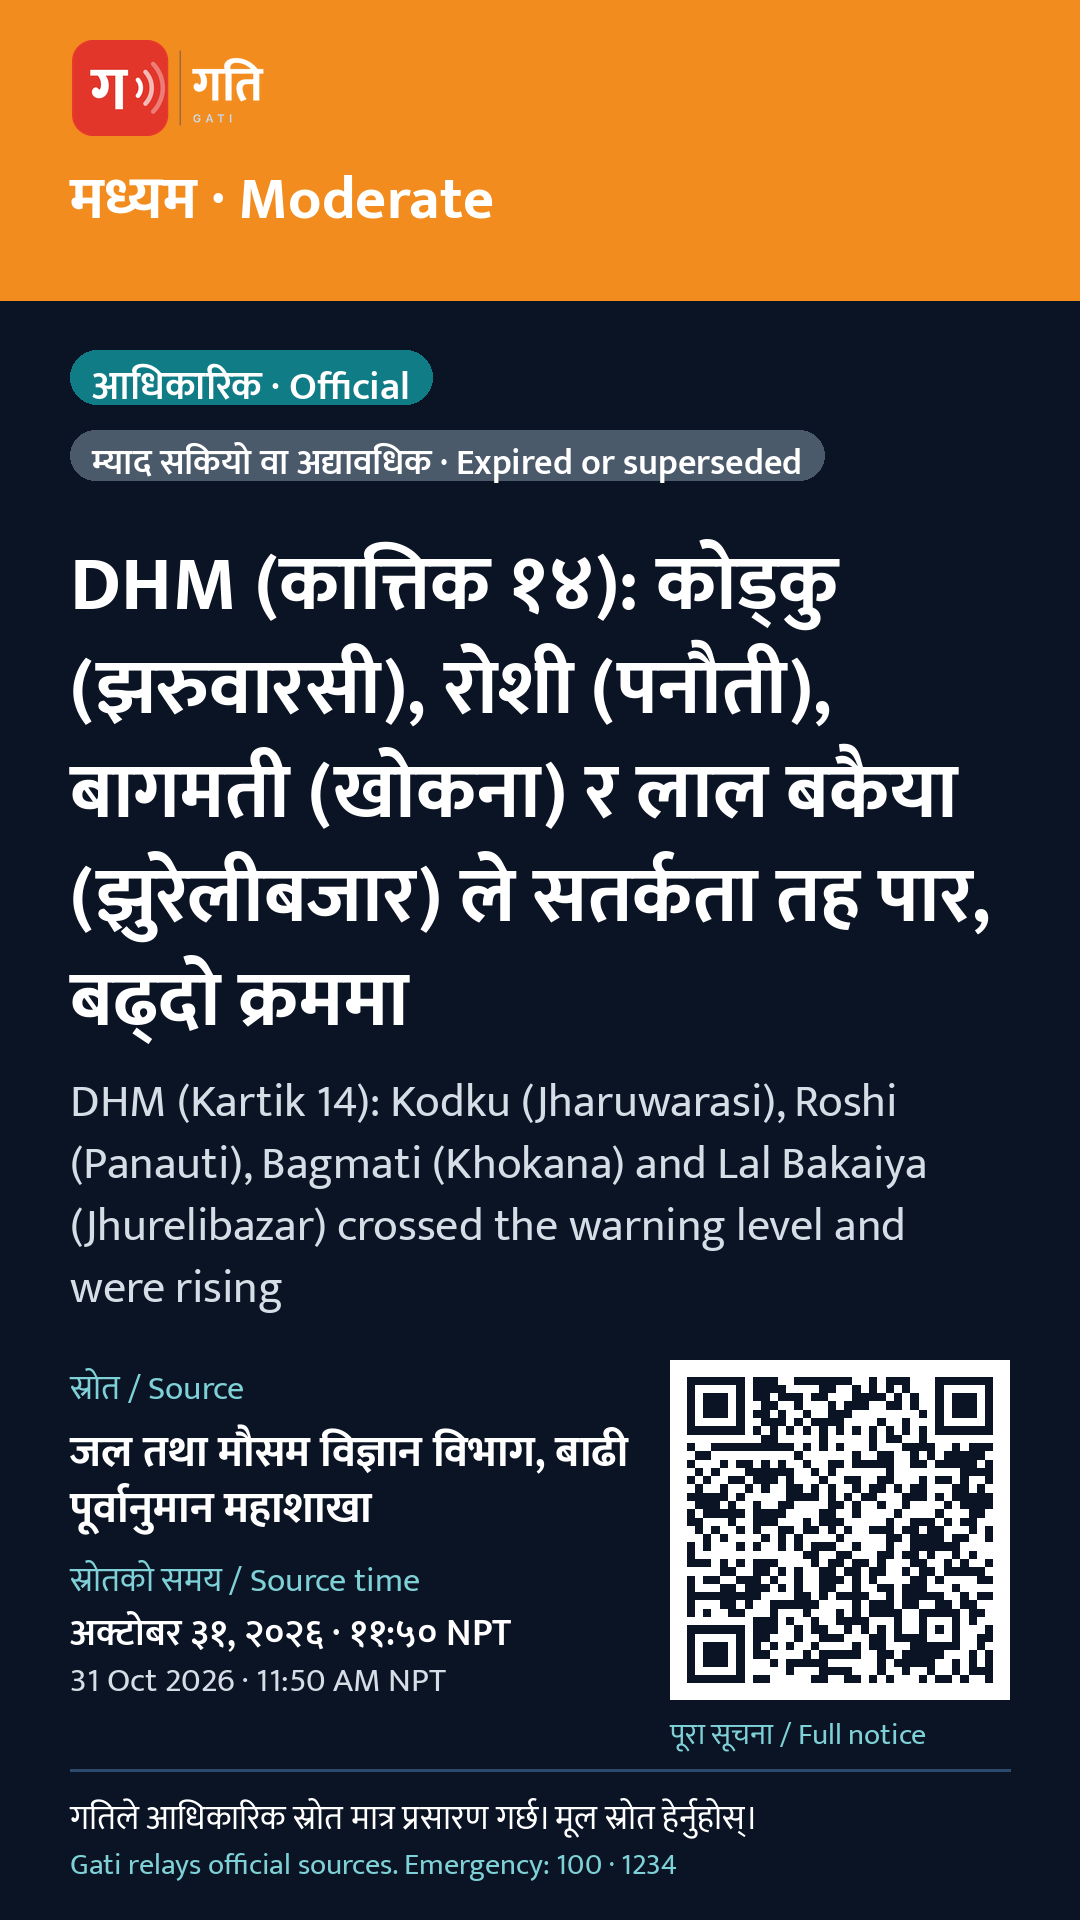 ग
गति
GATI
मध्यम · Moderate
आधिकारिक · Official
म्याद सकियो वा अद्यावधिक · Expired or superseded
DHM (कात्तिक १४): कोड्कु
(झरुवारसी), रोशी (पनौती),
बागमती (खोकना) र लाल बकैया
(झुरेलीबजार) ले सतर्कता तह पार,
बढ्दो क्रममा
DHM (Kartik 14): Kodku (Jharuwarasi), Roshi
(Panauti), Bagmati (Khokana) and Lal Bakaiya
(Jhurelibazar) crossed the warning level and
were rising
स्रोत / Source
जल तथा मौसम विज्ञान विभाग, बाढी
पूर्वानुमान महाशाखा
स्रोतको समय / Source time
अक्टोबर ३१, २०२६ · ११:५० NPT
31 Oct 2026 · 11:50 AM NPT
पूरा सूचना / Full notice
गतिले आधिकारिक स्रोत मात्र प्रसारण गर्छ। मूल स्रोत हेर्नुहोस्।
Gati relays official sources. Emergency: 100 · 1234